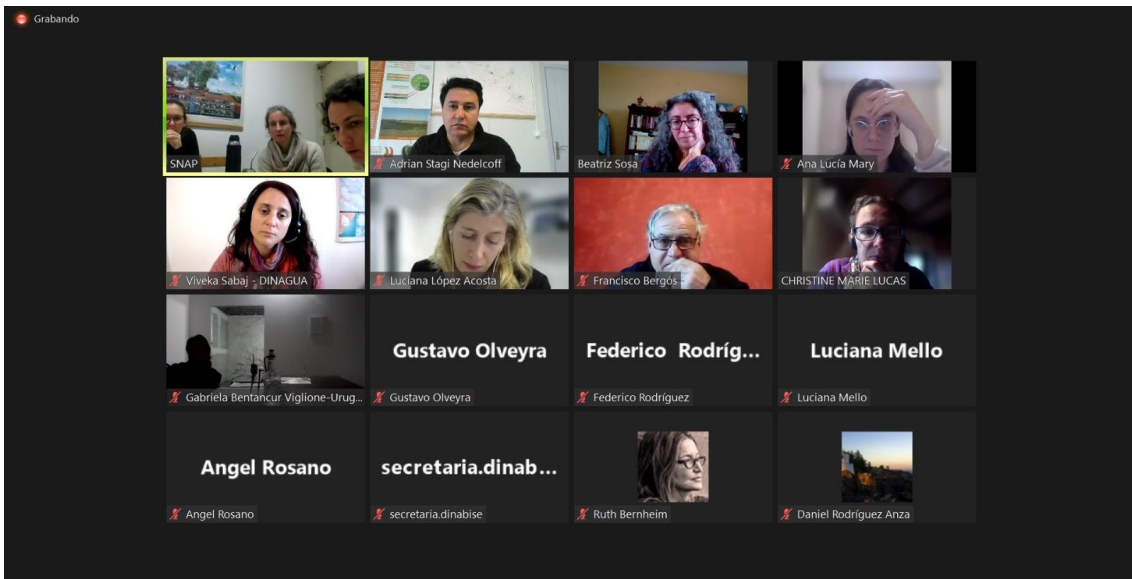 Grabando
SNAP
Adrian Stagi Nedelcoff
Beatriz Sosa
Ana Lucía Mary
Viveka Sabaj - DINAGUA
Luciana López Acosta
Francisco Bergós
CHRISTINE MARIE LUCAS
Gabriela Bentancur Viglione-Urug...
Gustavo Olveyra
Gustavo Olveyra
Federico Rodríg...
Federico Rodríguez
Luciana Mello
Luciana Mello
Angel Rosano
Angel Rosano
secretaria.dinab...
secretaria.dinabise
Ruth Bernheim
Daniel Rodríguez Anza